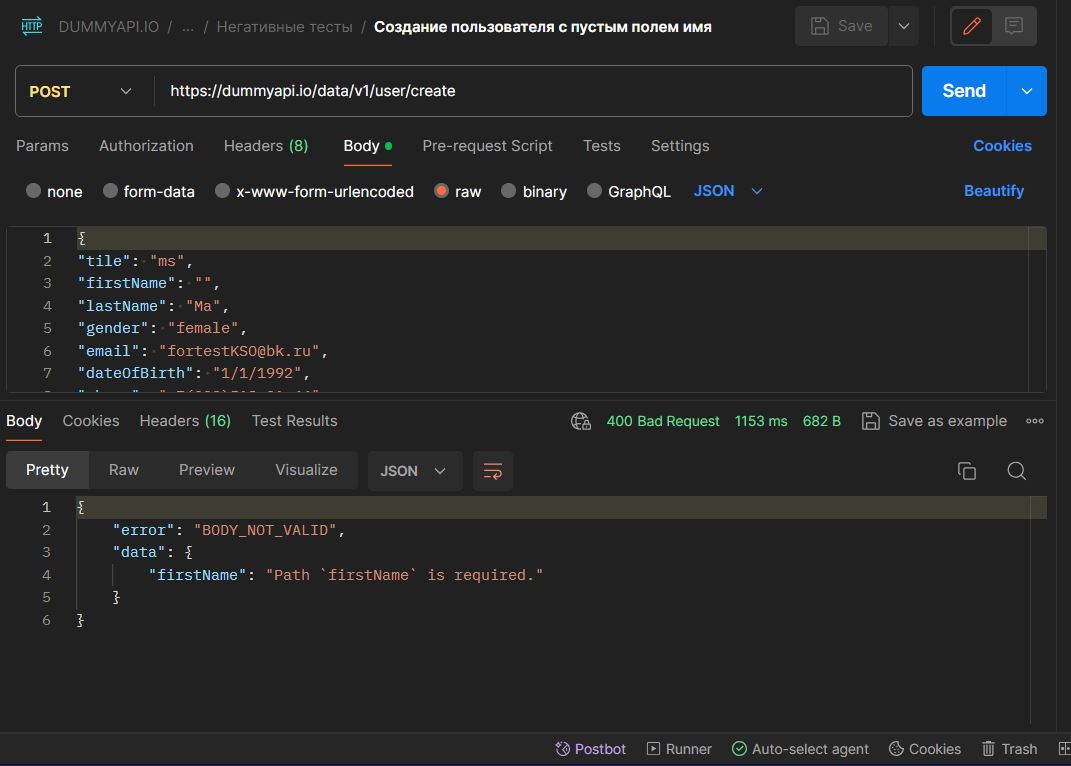 HTTP DUMMYAPI.IO / ... / Негативные тесты / Создание пользователя с пустым полем имя Save
POST https://dummyapi.io/data/v1/user/create Send
Params Authorization Headers (8) Body Pre-request Script Tests Settings Cookies
none form-data x-www-form-urlencoded raw binary GraphQL JSON Beautify
1 {
2 "tile": "ms",
3 "firstName": "",
4 "lastName": "Ma",
5 "gender": "female",
6 "email": "fortestKSO@bk.ru",
7 "dateOfBirth": "1/1/1992",
Body Cookies Headers (16) Test Results 400 Bad Request 1153 ms 682 B Save as example
Pretty Raw Preview Visualize JSON
1 {
2 "error": "BODY_NOT_VALID",
3 "data": {
4 "firstName": "Path `firstName` is required."
5 }
6 }
Postbot Runner Auto-select agent Cookies Trash